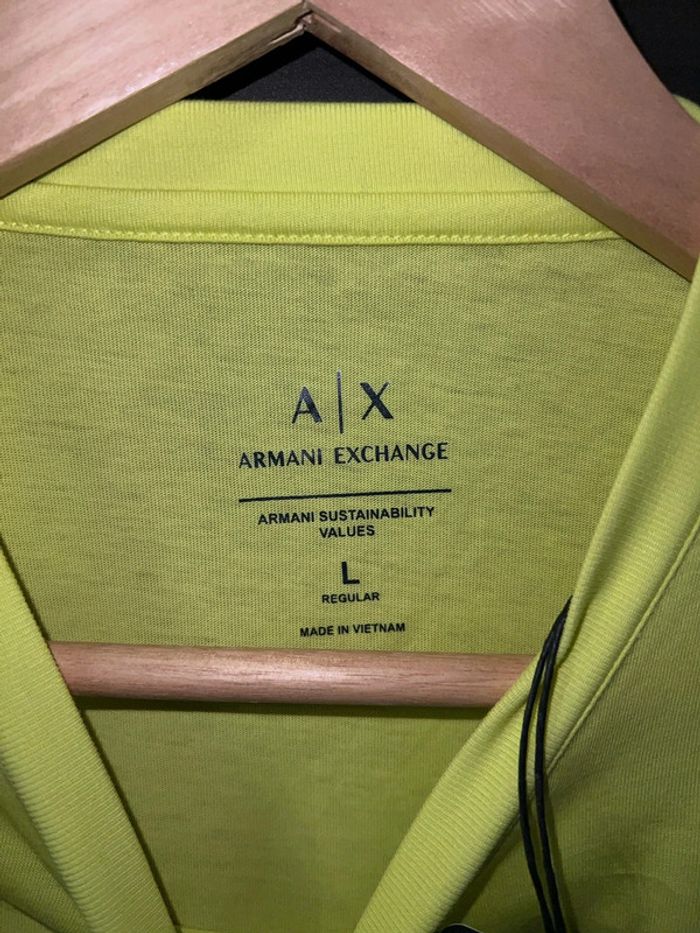 A|X
ARMANI EXCHANGE
ARMANI SUSTAINABILITY
VALUES
L
REGULAR
MADE IN VIETNAM